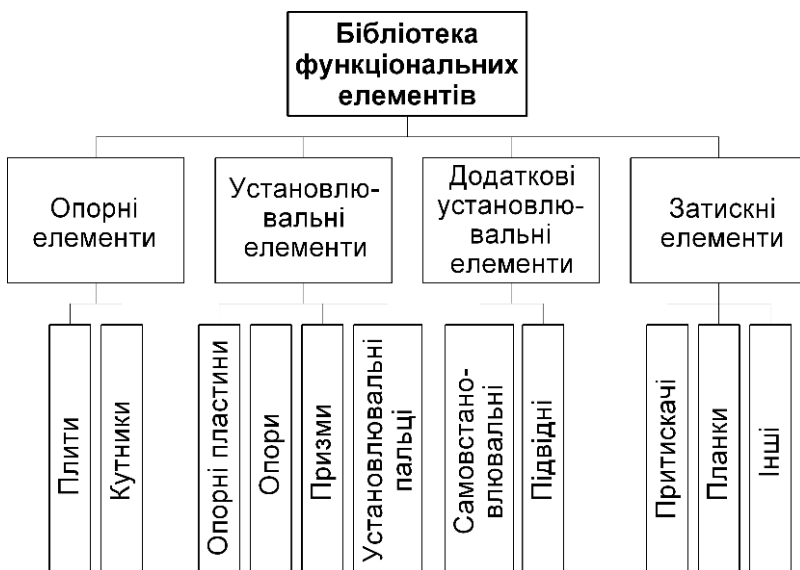 Бібліотека
функціональних
елементів
Опорні
елементи
Установлю-
вальні
елементи
Додаткові
установлю-
вальні
елементи
Затискні
елементи
Плити
Кутники
Опорні пластини
Опори
Призми
Установлювальні
пальці
Самовстано-
влювальні
Підвідні
Притискачі
Планки
Інші